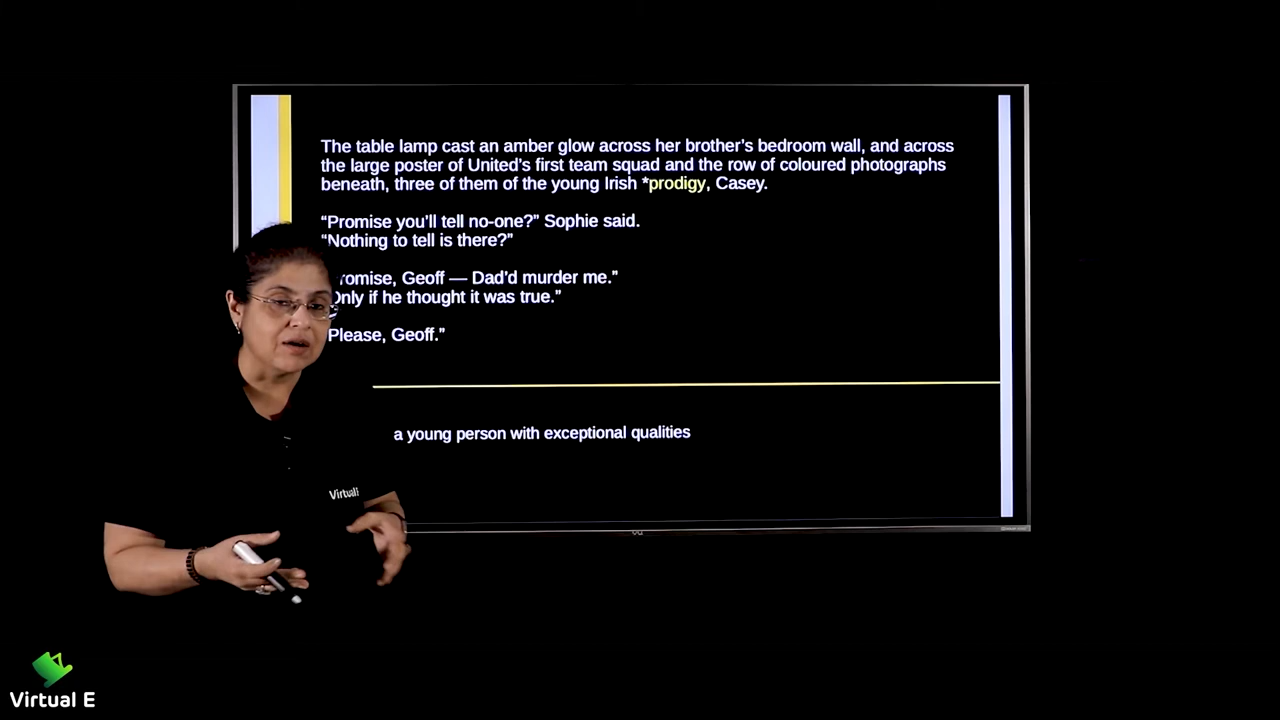 The table lamp cast an amber glow across her brother’s bedroom wall, and across
the large poster of United’s first team squad and the row of coloured photographs
beneath, three of them of the young Irish *prodigy, Casey.
“Promise you’ll tell no-one?” Sophie said.
“Nothing to tell is there?”
romise, Geoff — Dad’d murder me.”
Only if he thought it was true.”
Please, Geoff.”
a young person with exceptional qualities
Virtual
vu
Virtual E